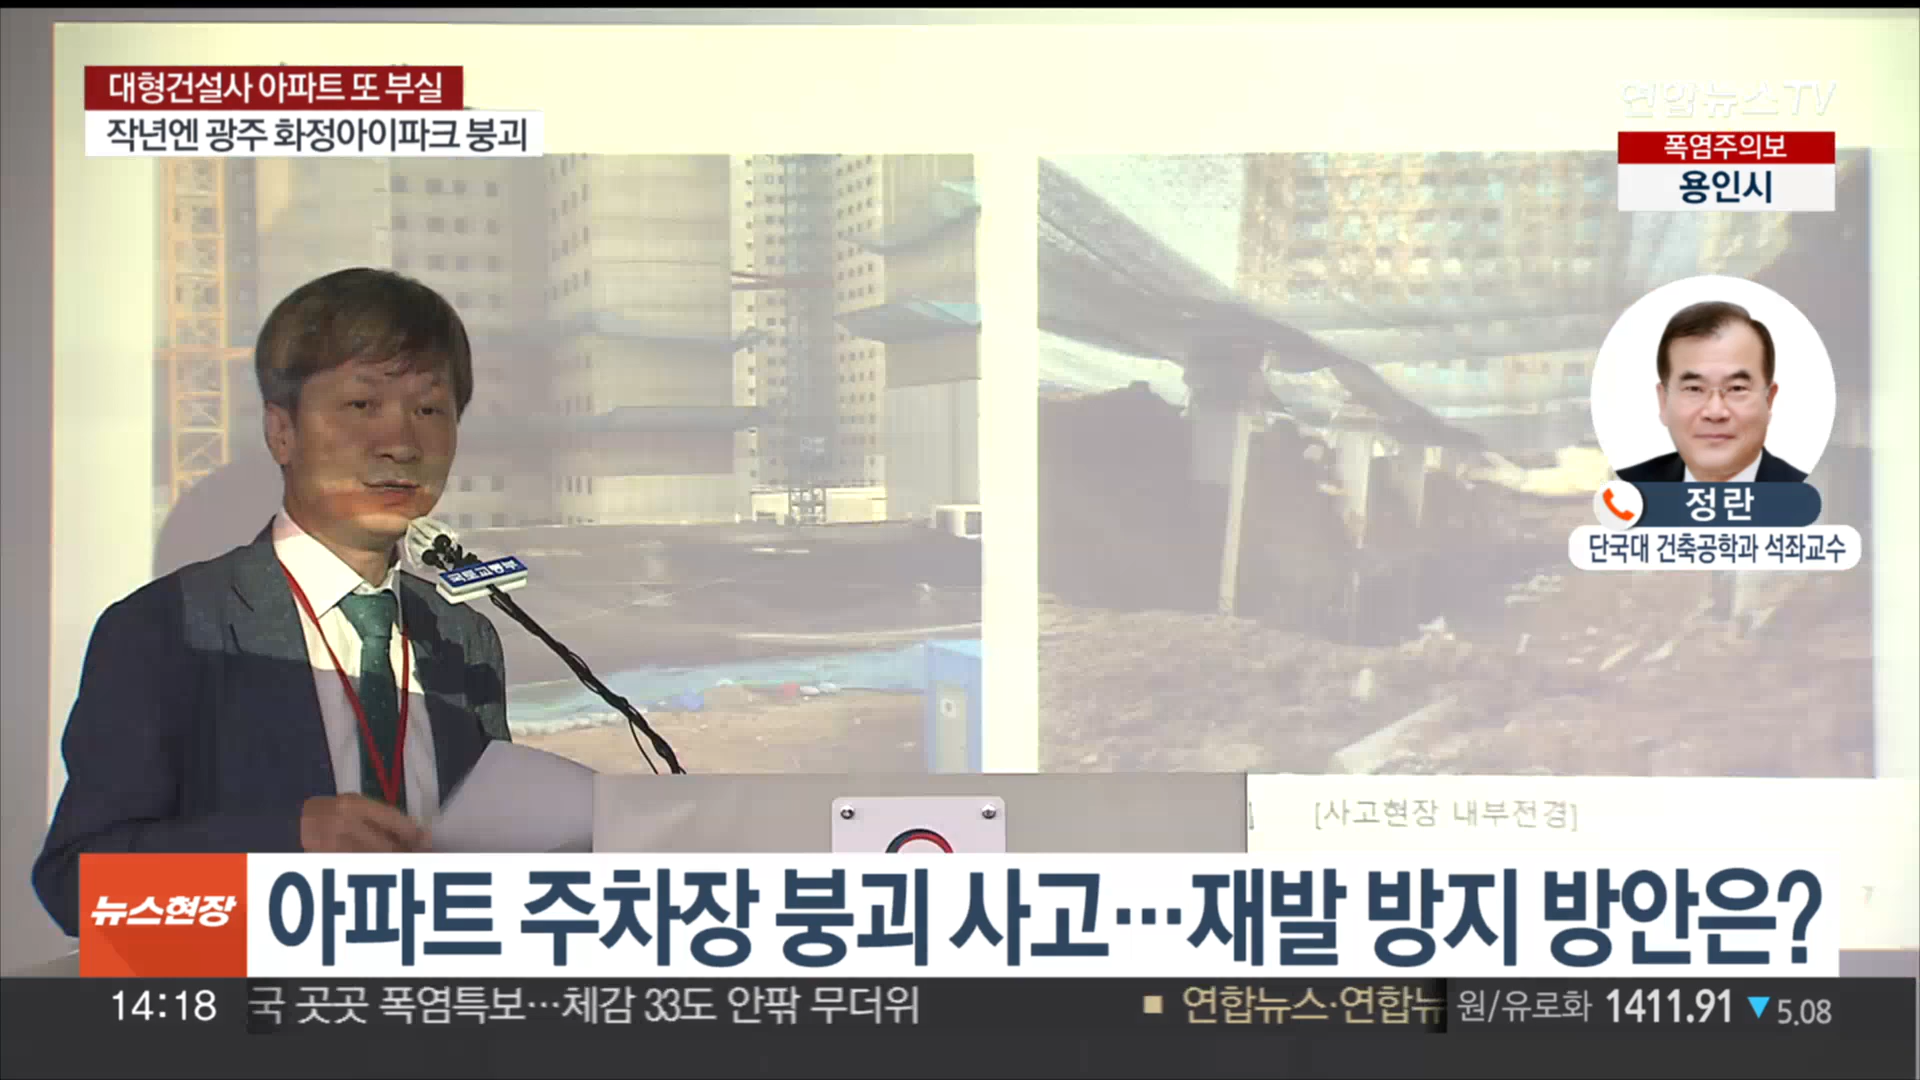 대형건설사 아파트 또 부실
작년엔 광주 화정아이파크 붕괴
연합뉴스TV
폭염주의보
용인시
정란
단국대 건축공학과 석좌교수
국토교통부
[사고현장 내부전경]
뉴스현장
아파트 주차장 붕괴 사고…재발 방지 방안은?
14:18 국 곳곳 폭염특보…체감 33도 안팎 무더위 ■ 연합뉴스·연합뉴 원/유로화 1411.91 ▼ 5.08